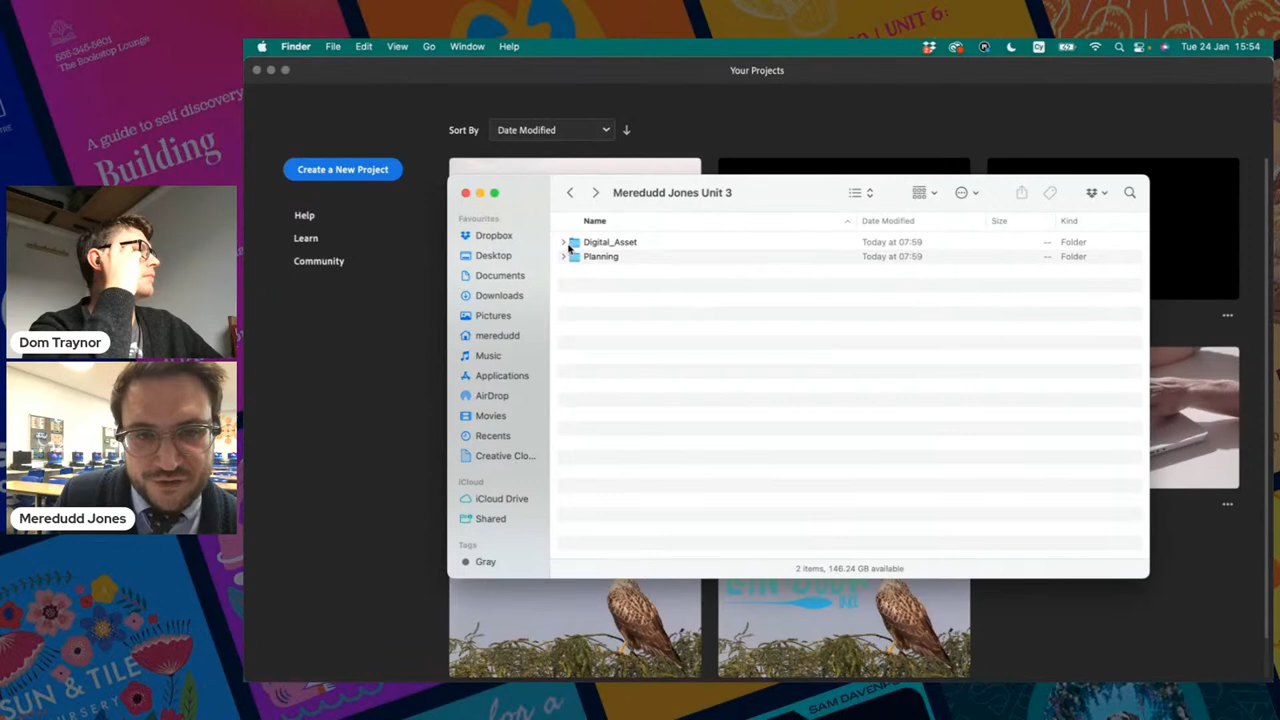 555-345-5601
The Bookstop Lounge
A guide to self discovery
Building
UNIT 6:
Finder File Edit View Go Window Help
Cy
Tue 24 Jan 15:54
Your Projects
Sort By Date Modified
Create a New Project
Help
Learn
Community
Meredudd Jones Unit 3
Favourites
Dropbox
Desktop
Documents
Downloads
Pictures
meredudd
Music
Applications
AirDrop
Movies
Recents
Creative Clo...
iCloud
iCloud Drive
Shared
Tags
Gray
Name Date Modified Size Kind
Digital_Asset Today at 07:59 -- Folder
Planning Today at 07:59 -- Folder
2 items, 146.24 GB available
Dom Traynor
Meredudd Jones
SUN & TILE
for a
SAM DAVENP